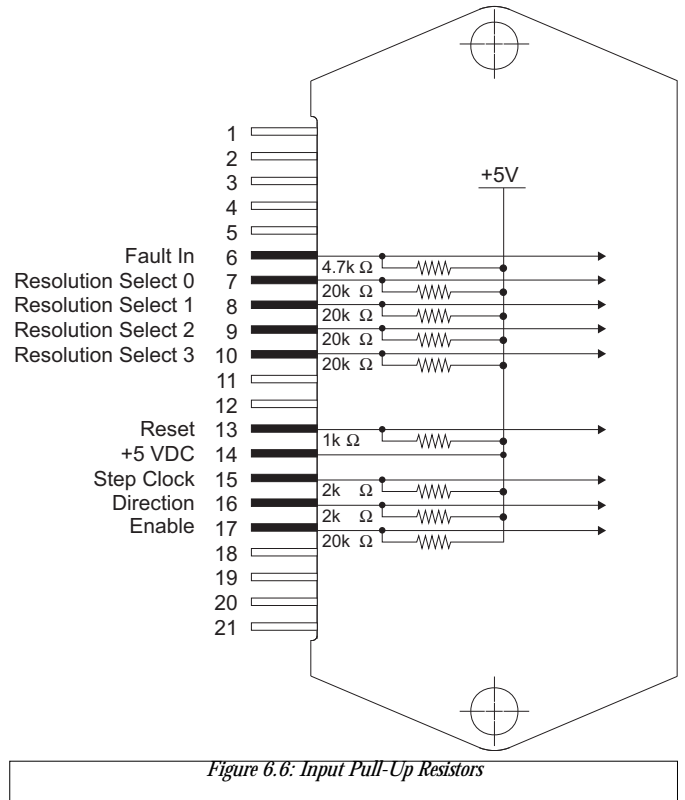 1
2
3
4
5
+5V
Fault In 6
4.7k Ω
Resolution Select 0 7
20k Ω
Resolution Select 1 8
20k Ω
Resolution Select 2 9
20k Ω
Resolution Select 3 10
20k Ω
11
12
Reset 13
1k Ω
+5 VDC 14
Step Clock 15
2k Ω
Direction 16
2k Ω
Enable 17
20k Ω
18
19
20
21
Figure 6.6: Input Pull-Up Resistors